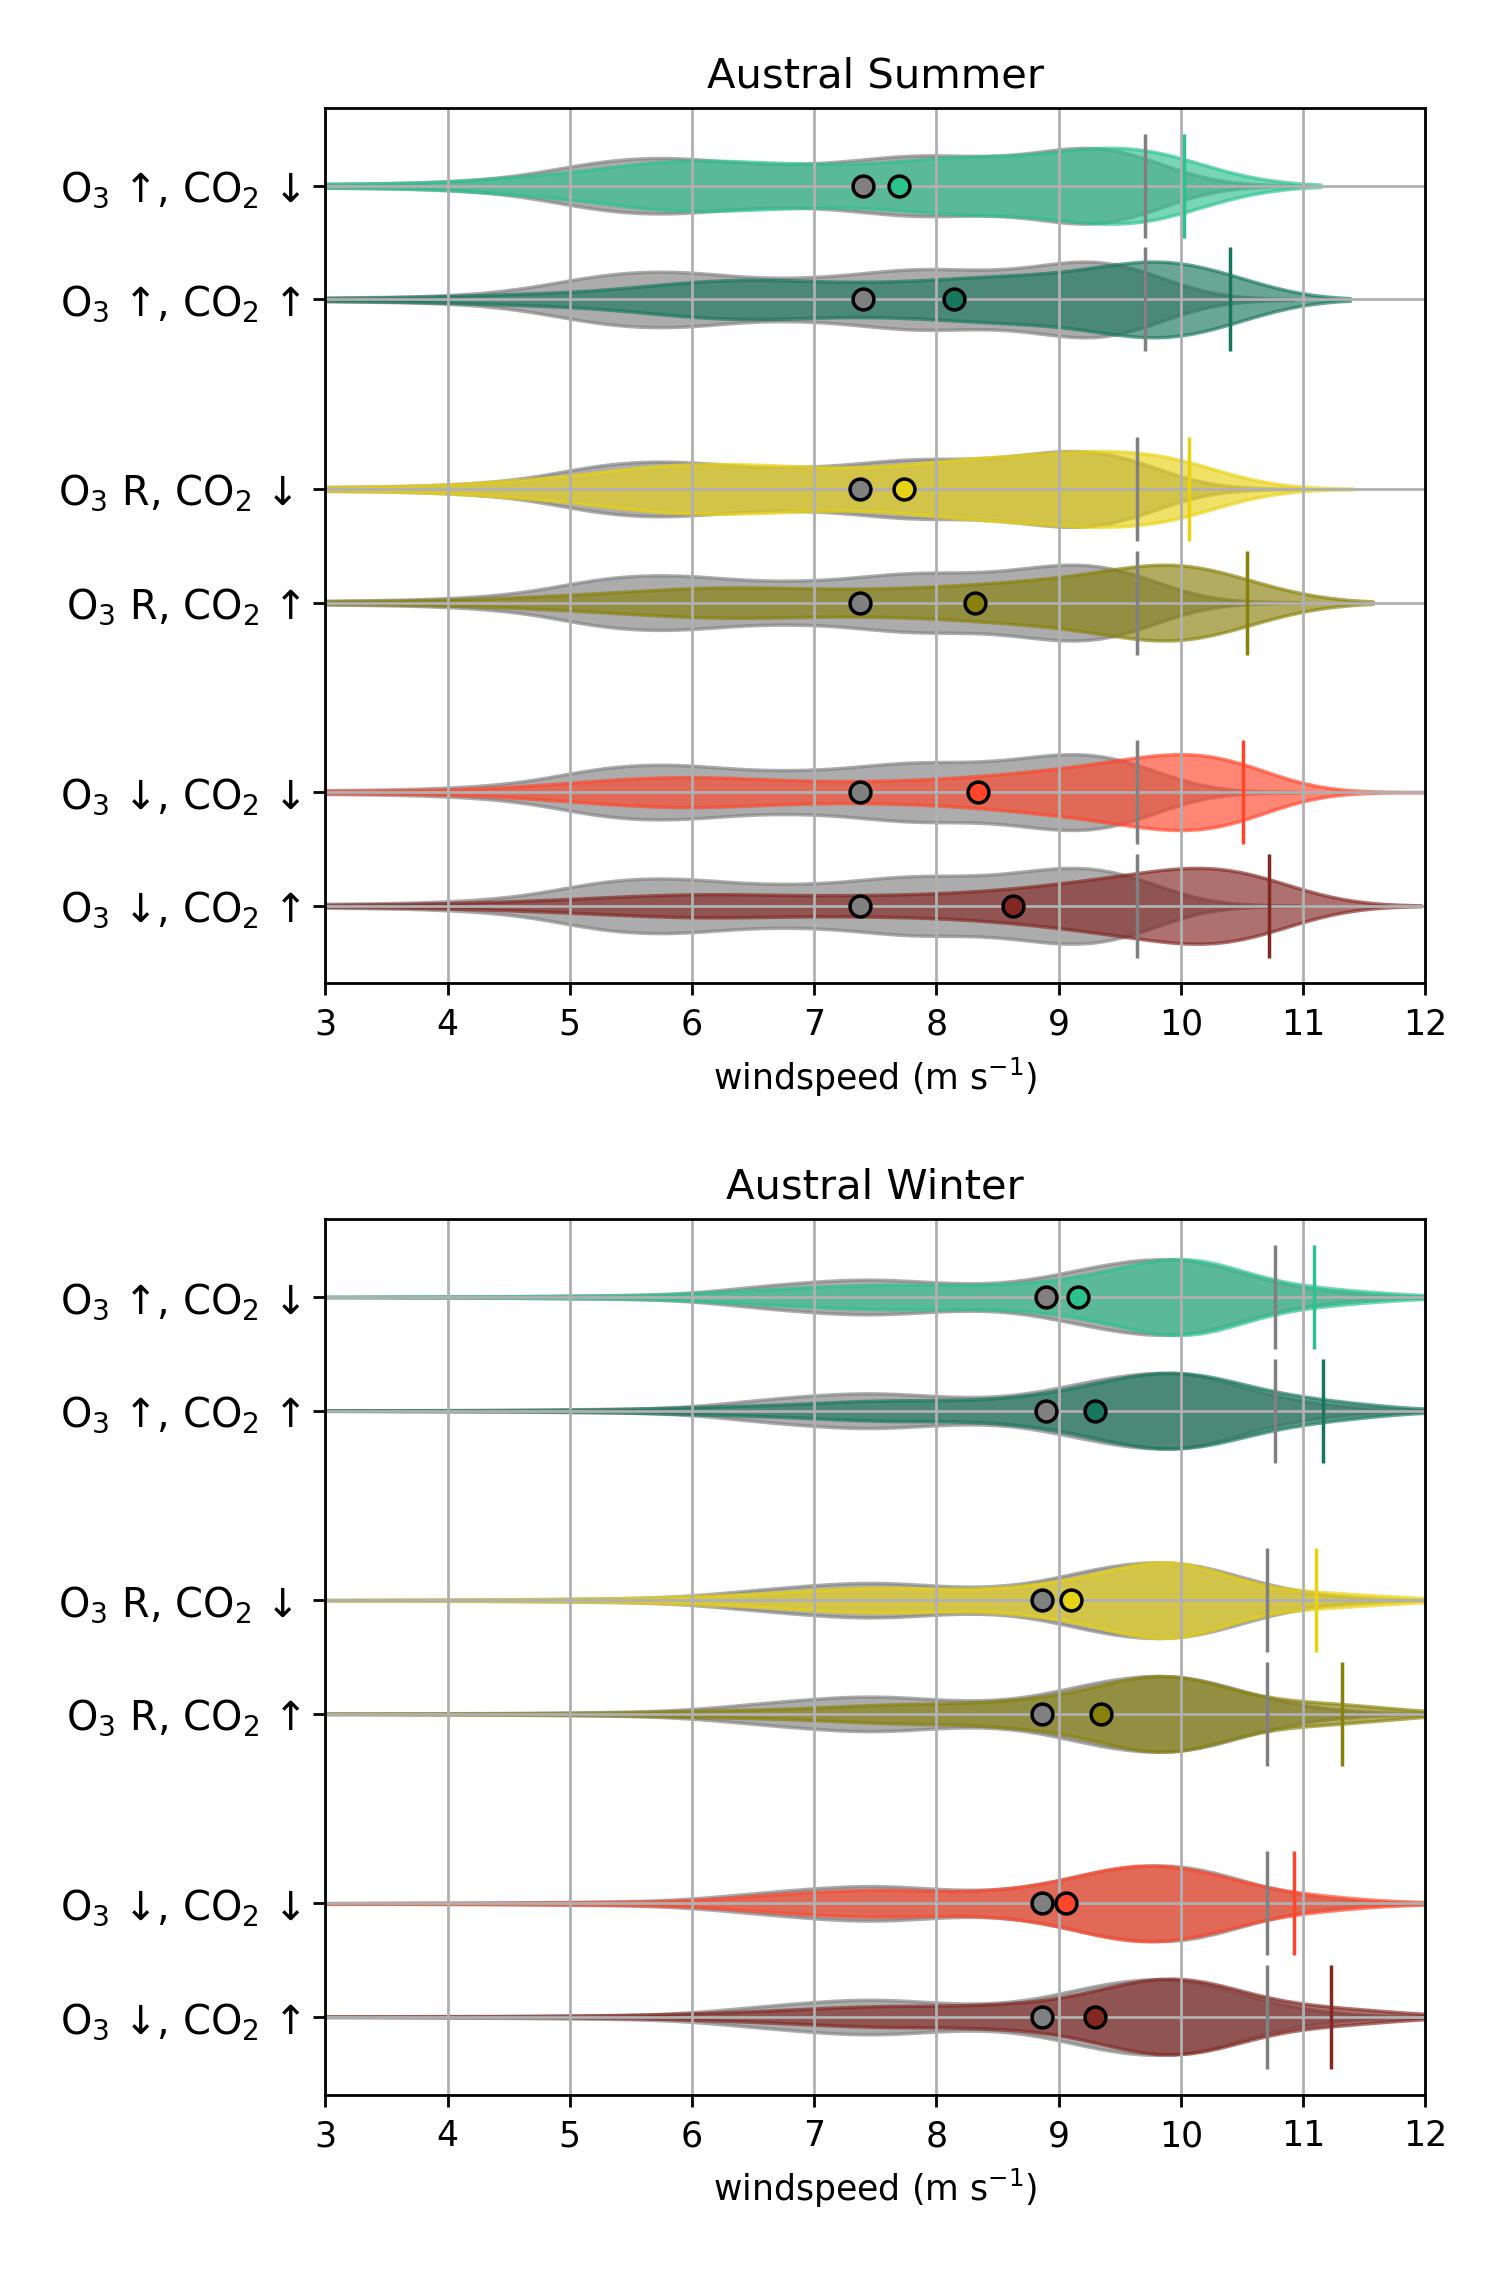 Austral Summer
O₃ ↑, CO₂ ↓
O₃ ↑, CO₂ ↑
O₃ R, CO₂ ↓
O₃ R, CO₂ ↑
O₃ ↓, CO₂ ↓
O₃ ↓, CO₂ ↑
3 4 5 6 7 8 9 10 11 12
windspeed (m s⁻¹)
Austral Winter
O₃ ↑, CO₂ ↓
O₃ ↑, CO₂ ↑
O₃ R, CO₂ ↓
O₃ R, CO₂ ↑
O₃ ↓, CO₂ ↓
O₃ ↓, CO₂ ↑
3 4 5 6 7 8 9 10 11 12
windspeed (m s⁻¹)